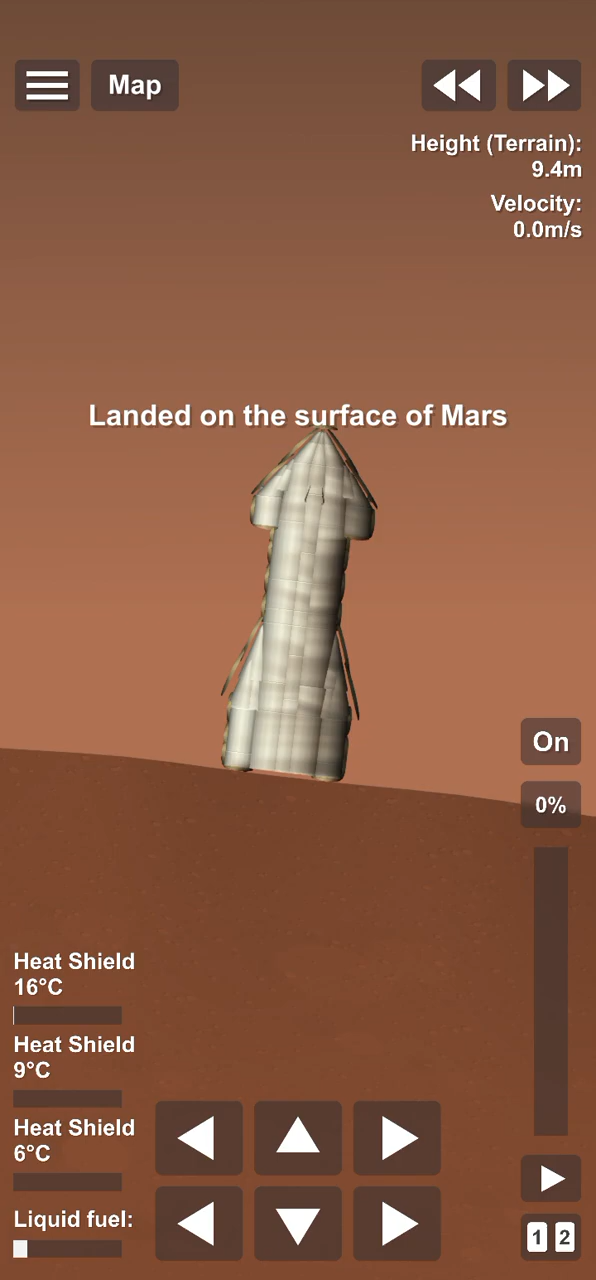 Map
Height (Terrain):
9.4m
Velocity:
0.0m/s
Landed on the surface of Mars
On
0%
Heat Shield
16°C
Heat Shield
9°C
Heat Shield
6°C
Liquid fuel:
1 2